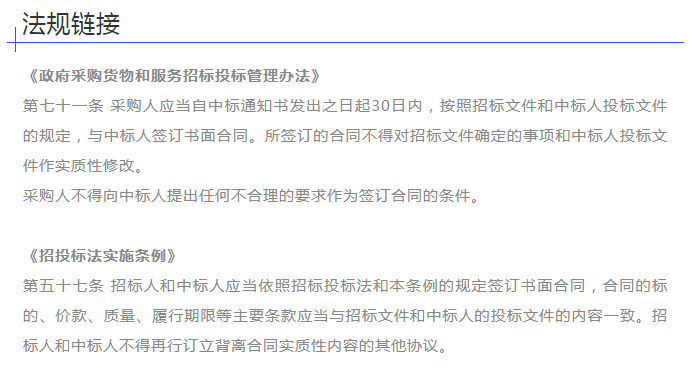 法规链接
《政府采购货物和服务招标投标管理办法》
第七十一条 采购人应当自中标通知书发出之日起30日内，按照招标文件和中标人投标文件
的规定，与中标人签订书面合同。所签订的合同不得对招标文件确定的事项和中标人投标文
件作实质性修改。
采购人不得向中标人提出任何不合理的要求作为签订合同的条件。
《招投标法实施条例》
第五十七条 招标人和中标人应当依照招标投标法和本条例的规定签订书面合同，合同的标
的、价款、质量、履行期限等主要条款应当与招标文件和中标人的投标文件的内容一致。招
标人和中标人不得再行订立背离合同实质性内容的其他协议。